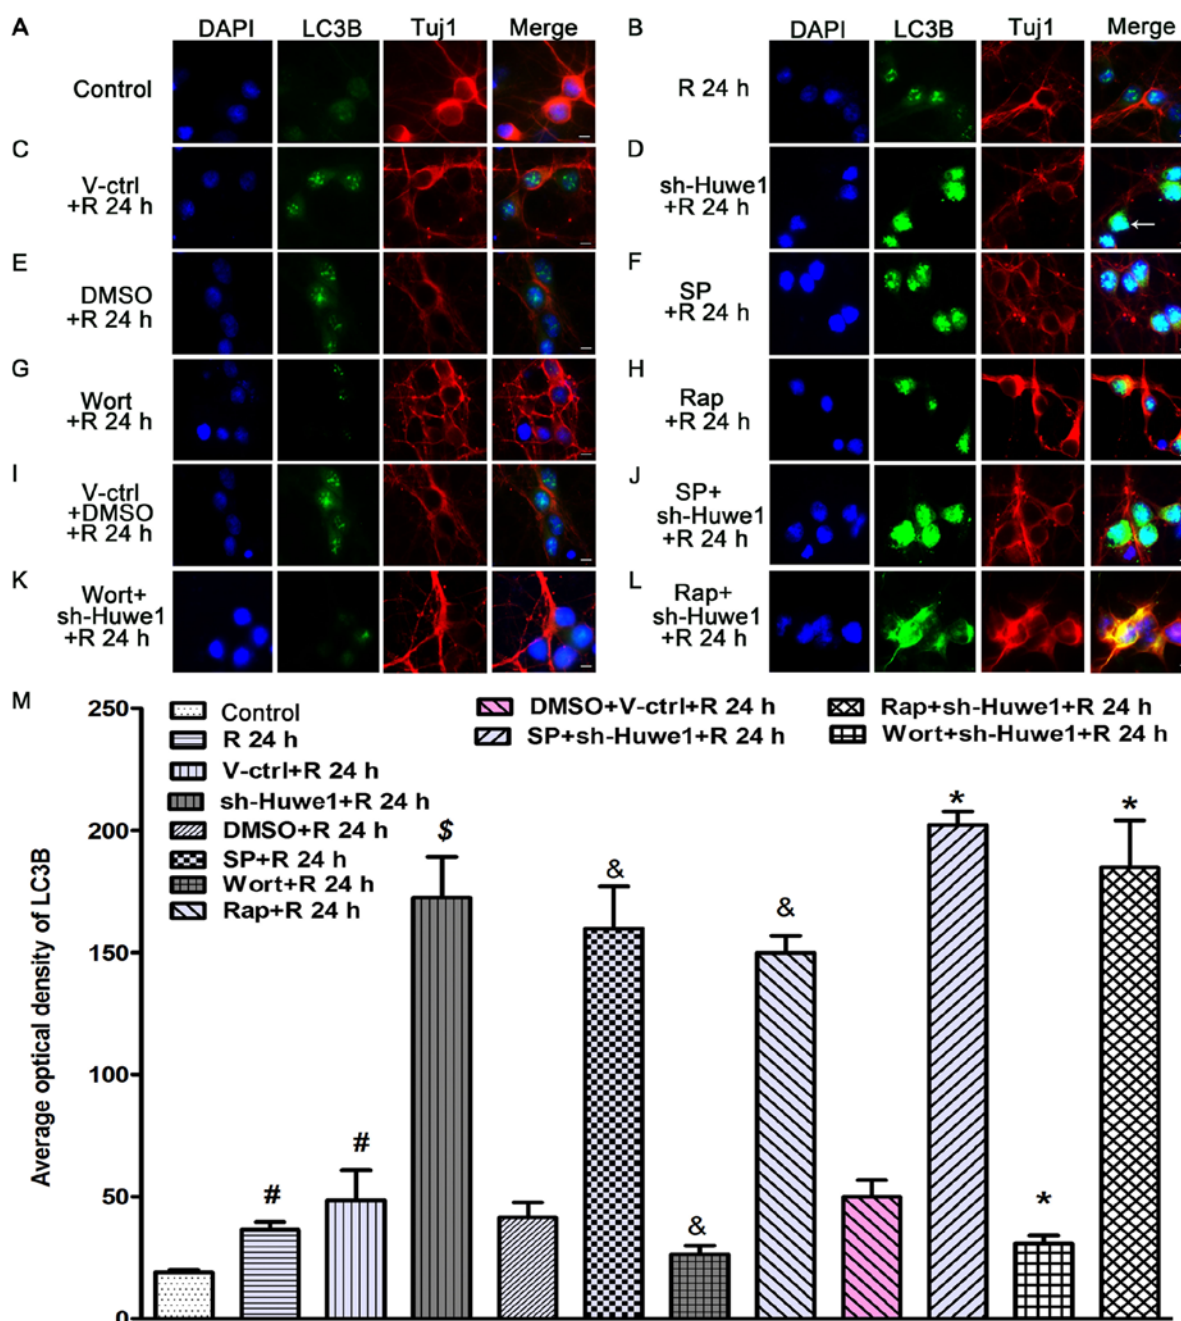 A
DAPI LC3B Tuj1 Merge
Control
B
DAPI LC3B Tuj1 Merge
R 24 h
C
V-ctrl
+R 24 h
D
sh-Huwe1
+R 24 h
E
DMSO
+R 24 h
F
SP
+R 24 h
G
Wort
+R 24 h
H
Rap
+R 24 h
I
V-ctrl
+DMSO
+R 24 h
J
SP+
sh-Huwe1
+R 24 h
K
Wort+
sh-Huwe1
+R 24 h
L
Rap+
sh-Huwe1
+R 24 h
M
Average optical density of LC3B
250
200
150
100
50
0
Control
R 24 h
V-ctrl+R 24 h
sh-Huwe1+R 24 h
DMSO+R 24 h
SP+R 24 h
Wort+R 24 h
Rap+R 24 h
DMSO+V-ctrl+R 24 h
SP+sh-Huwe1+R 24 h
Rap+sh-Huwe1+R 24 h
Wort+sh-Huwe1+R 24 h
# # $ & & & * * *